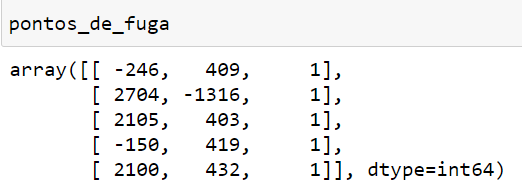 pontos_de_fuga
array([[ -246,   409,     1],
       [ 2704, -1316,     1],
       [ 2105,   403,     1],
       [ -150,   419,     1],
       [ 2100,   432,     1]], dtype=int64)